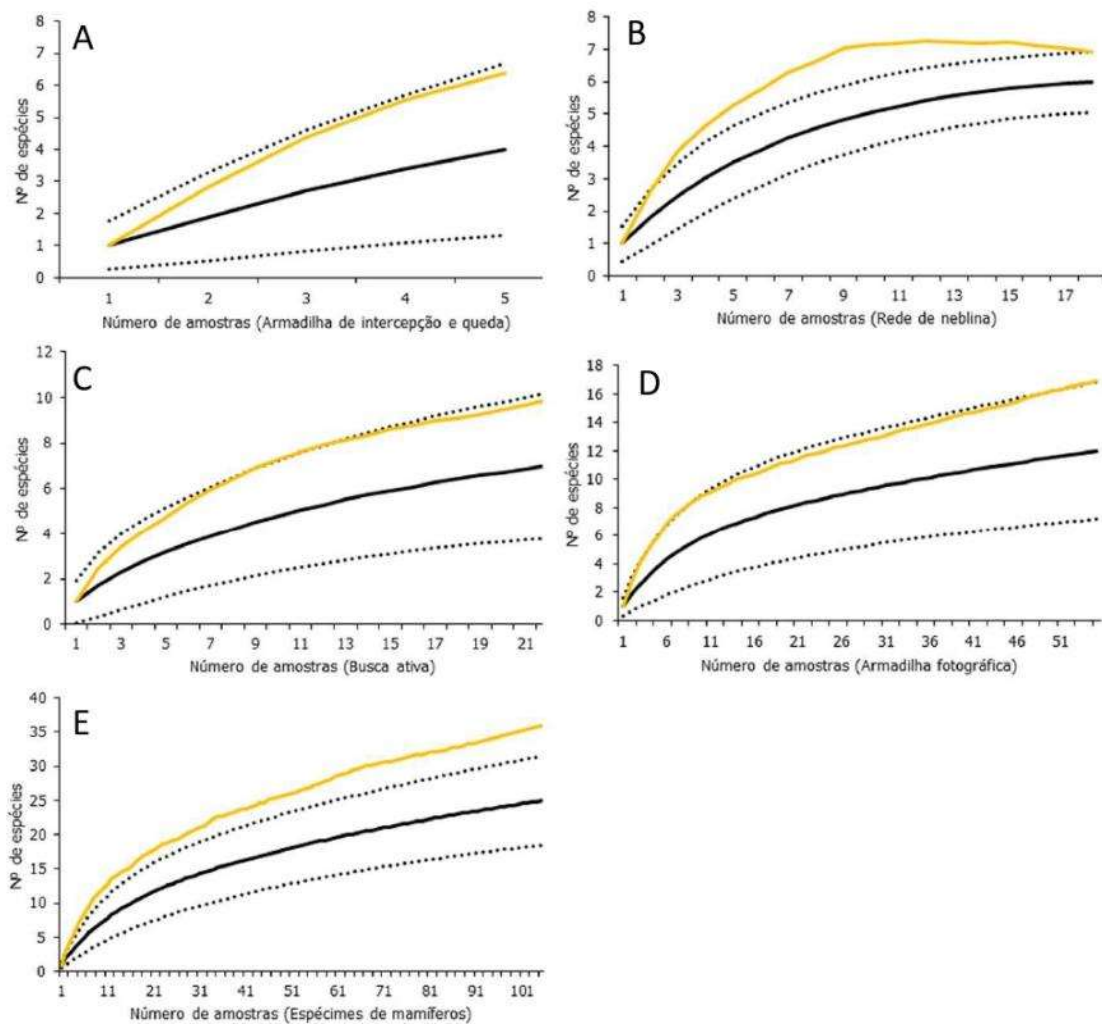 A
Nº de espécies
8
7
6
5
4
3
2
1
0
1 2 3 4 5
Número de amostras (Armadilha de intercepção e queda)
B
Nº de espécies
8
7
6
5
4
3
2
1
0
1 3 5 7 9 11 13 15 17
Número de amostras (Rede de neblina)
C
Nº de espécies
12
10
8
6
4
2
0
1 3 5 7 9 11 13 15 17 19 21
Número de amostras (Busca ativa)
D
Nº de espécies
18
16
14
12
10
8
6
4
2
0
1 6 11 16 21 26 31 36 41 46 51
Número de amostras (Armadilha fotográfica)
E
Nº de espécies
40
35
30
25
20
15
10
5
0
1 11 21 31 41 51 61 71 81 91 101
Número de amostras (Espécimes de mamíferos)